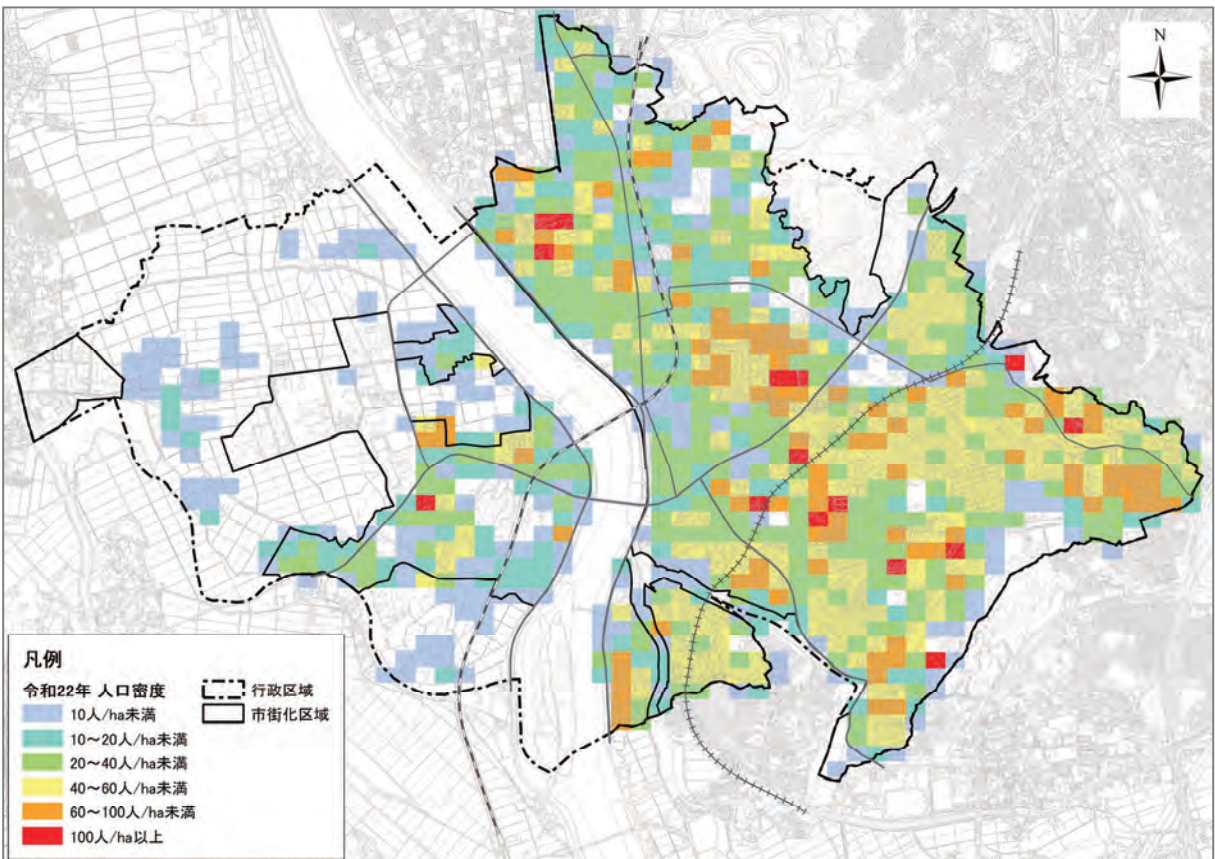 N
凡例
令和22年 人口密度
10人/ha未満
10～20人/ha未満
20～40人/ha未満
40～60人/ha未満
60～100人/ha未満
100人/ha以上
行政区域
市街化区域